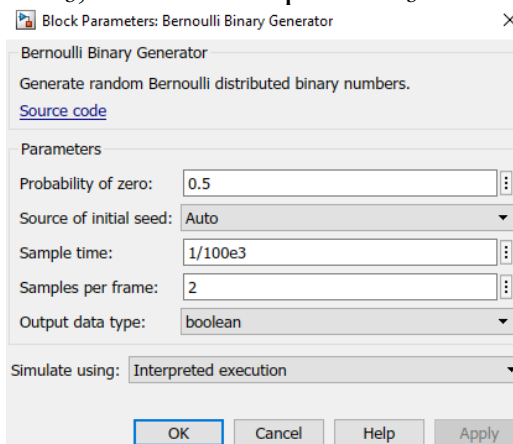 Block Parameters: Bernoulli Binary Generator
Bernoulli Binary Generator
Generate random Bernoulli distributed binary numbers.
Source code
Parameters
Probability of zero: 0.5
Source of initial seed: Auto
Sample time: 1/100e3
Samples per frame: 2
Output data type: boolean
Simulate using: Interpreted execution
OK Cancel Help Apply